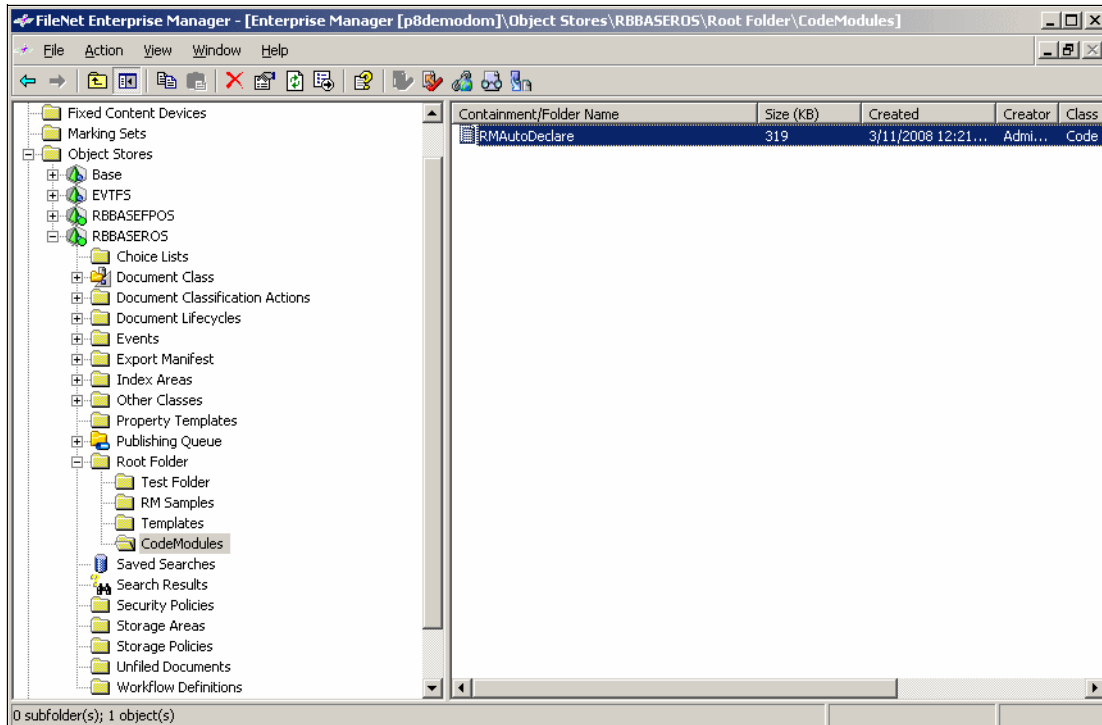 FileNet Enterprise Manager - [Enterprise Manager [p8demodom]\Object Stores\RBBASEROS\Root Folder\CodeModules]
File Action View Window Help
Fixed Content Devices
Marking Sets
Object Stores
Base
EVTFS
RBBASEFPOS
RBBASEROS
Choice Lists
Document Class
Document Classification Actions
Document Lifecycles
Events
Export Manifest
Index Areas
Other Classes
Property Templates
Publishing Queue
Root Folder
Test Folder
RM Samples
Templates
CodeModules
Saved Searches
Search Results
Security Policies
Storage Areas
Storage Policies
Unfiled Documents
Workflow Definitions
Containment/Folder Name Size (KB) Created Creator Class
RMAutoDeclare 319 3/11/2008 12:21... Admi... Code
0 subfolder(s); 1 object(s)